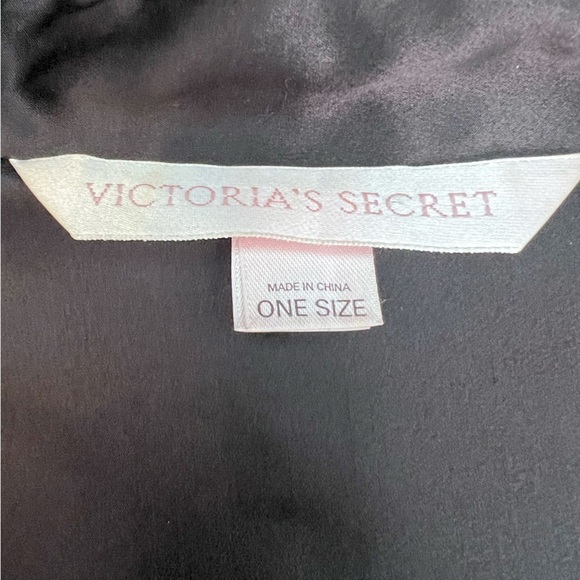 VICTORIA'S SECRET
MADE IN CHINA
ONE SIZE